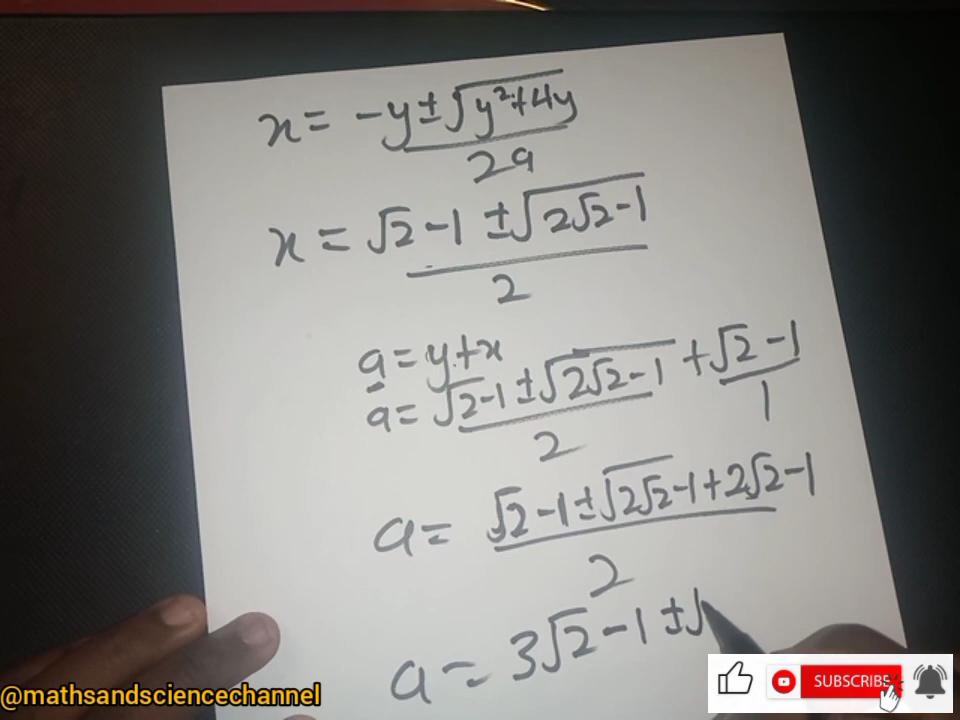 x = -y±√y²+4y
2a
x = √2-1 ±√2√2-1
2
a = y+x
a = √2-1±√2√2-1 + √2-1
2 1
a = √2-1±√2√2-1+2√2-1
2
a = 3√2-1 ±√
@mathsandsciencechannel
SUBSCRIBE